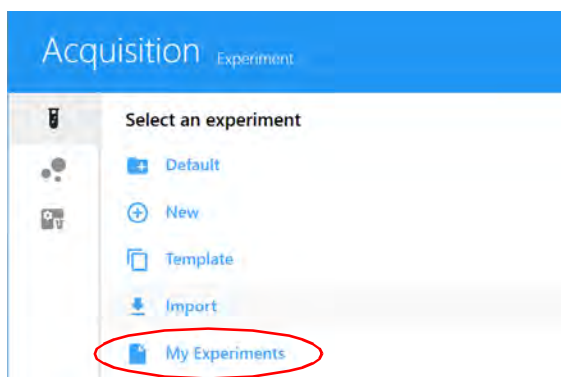 Acquisition Experiment
Select an experiment
Default
New
Template
Import
My Experiments